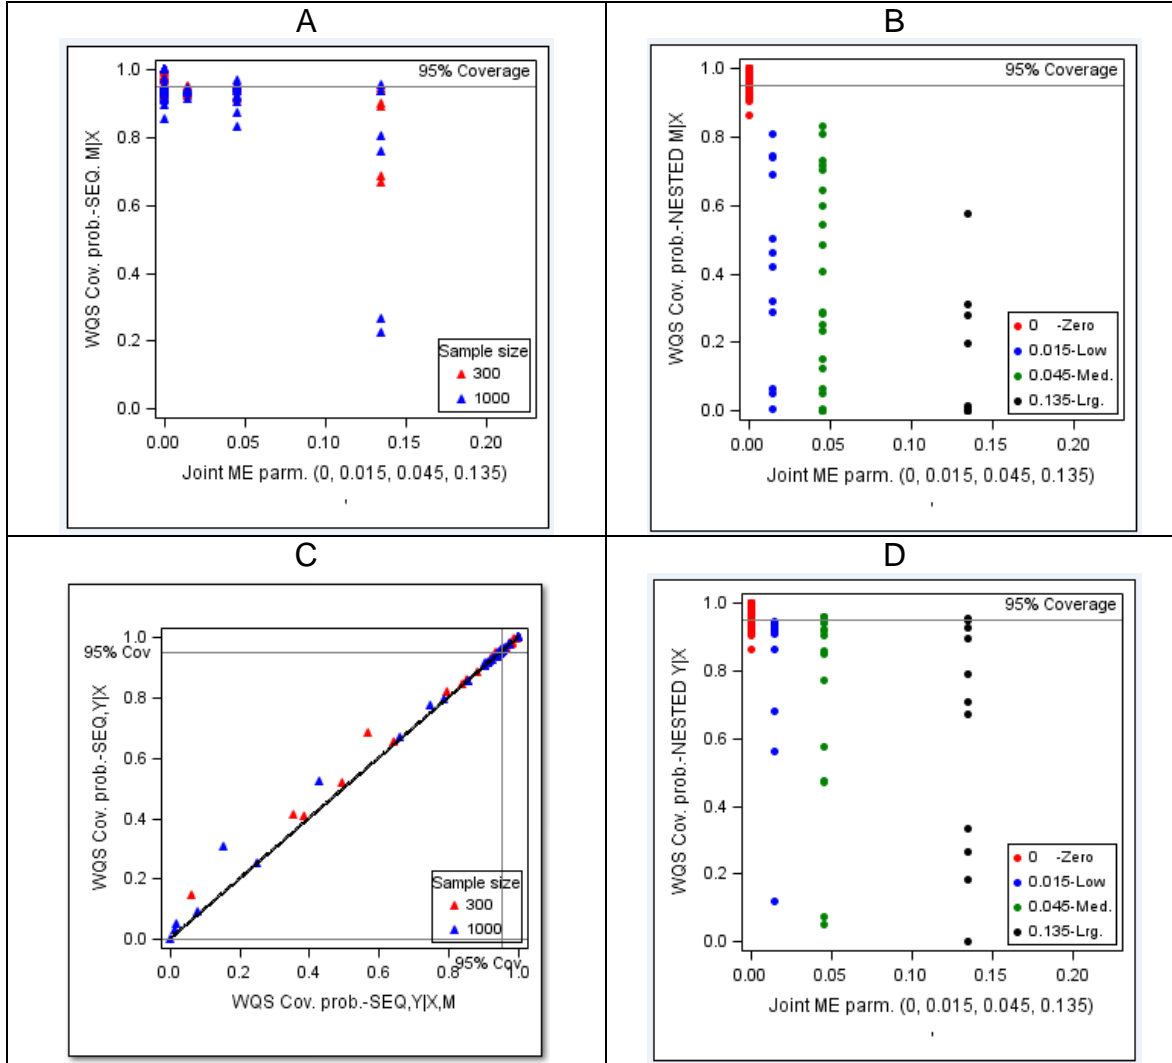 A
95% Coverage
1.0
0.8
0.6
0.4
0.2
0.0
WQS Cov. prob.-SEQ. M|X
Sample size
300
1000
0.00 0.05 0.10 0.15 0.20
Joint ME parm. (0, 0.015, 0.045, 0.135)
'
B
95% Coverage
1.0
0.8
0.6
0.4
0.2
0.0
WQS Cov. prob.-NESTED M|X
0 -Zero
0.015-Low
0.045-Med.
0.135-Lrg.
0.00 0.05 0.10 0.15 0.20
Joint ME parm. (0, 0.015, 0.045, 0.135)
'
C
1.0
95% Cov
0.8
0.6
0.4
0.2
0.0
WQS Cov. prob.-SEQ,Y|X
Sample size
300
1000
95% Cov
0.0 0.2 0.4 0.6 0.8 1.0
WQS Cov. prob.-SEQ,Y|X,M
D
95% Coverage
1.0
0.8
0.6
0.4
0.2
0.0
WQS Cov. prob.-NESTED Y|X
0 -Zero
0.015-Low
0.045-Med.
0.135-Lrg.
0.00 0.05 0.10 0.15 0.20
Joint ME parm. (0, 0.015, 0.045, 0.135)
'